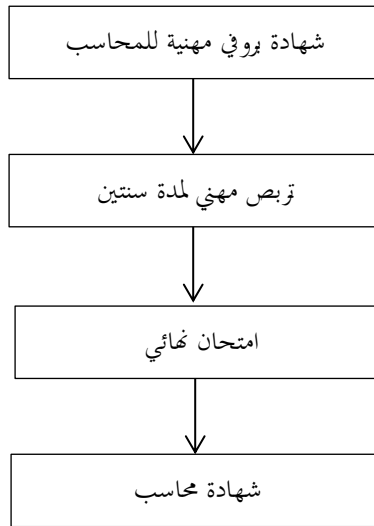 شهادة بروفي مهنية للمحاسب
تربص مهني لمدة سنتين
امتحان نهائي
شهادة محاسب